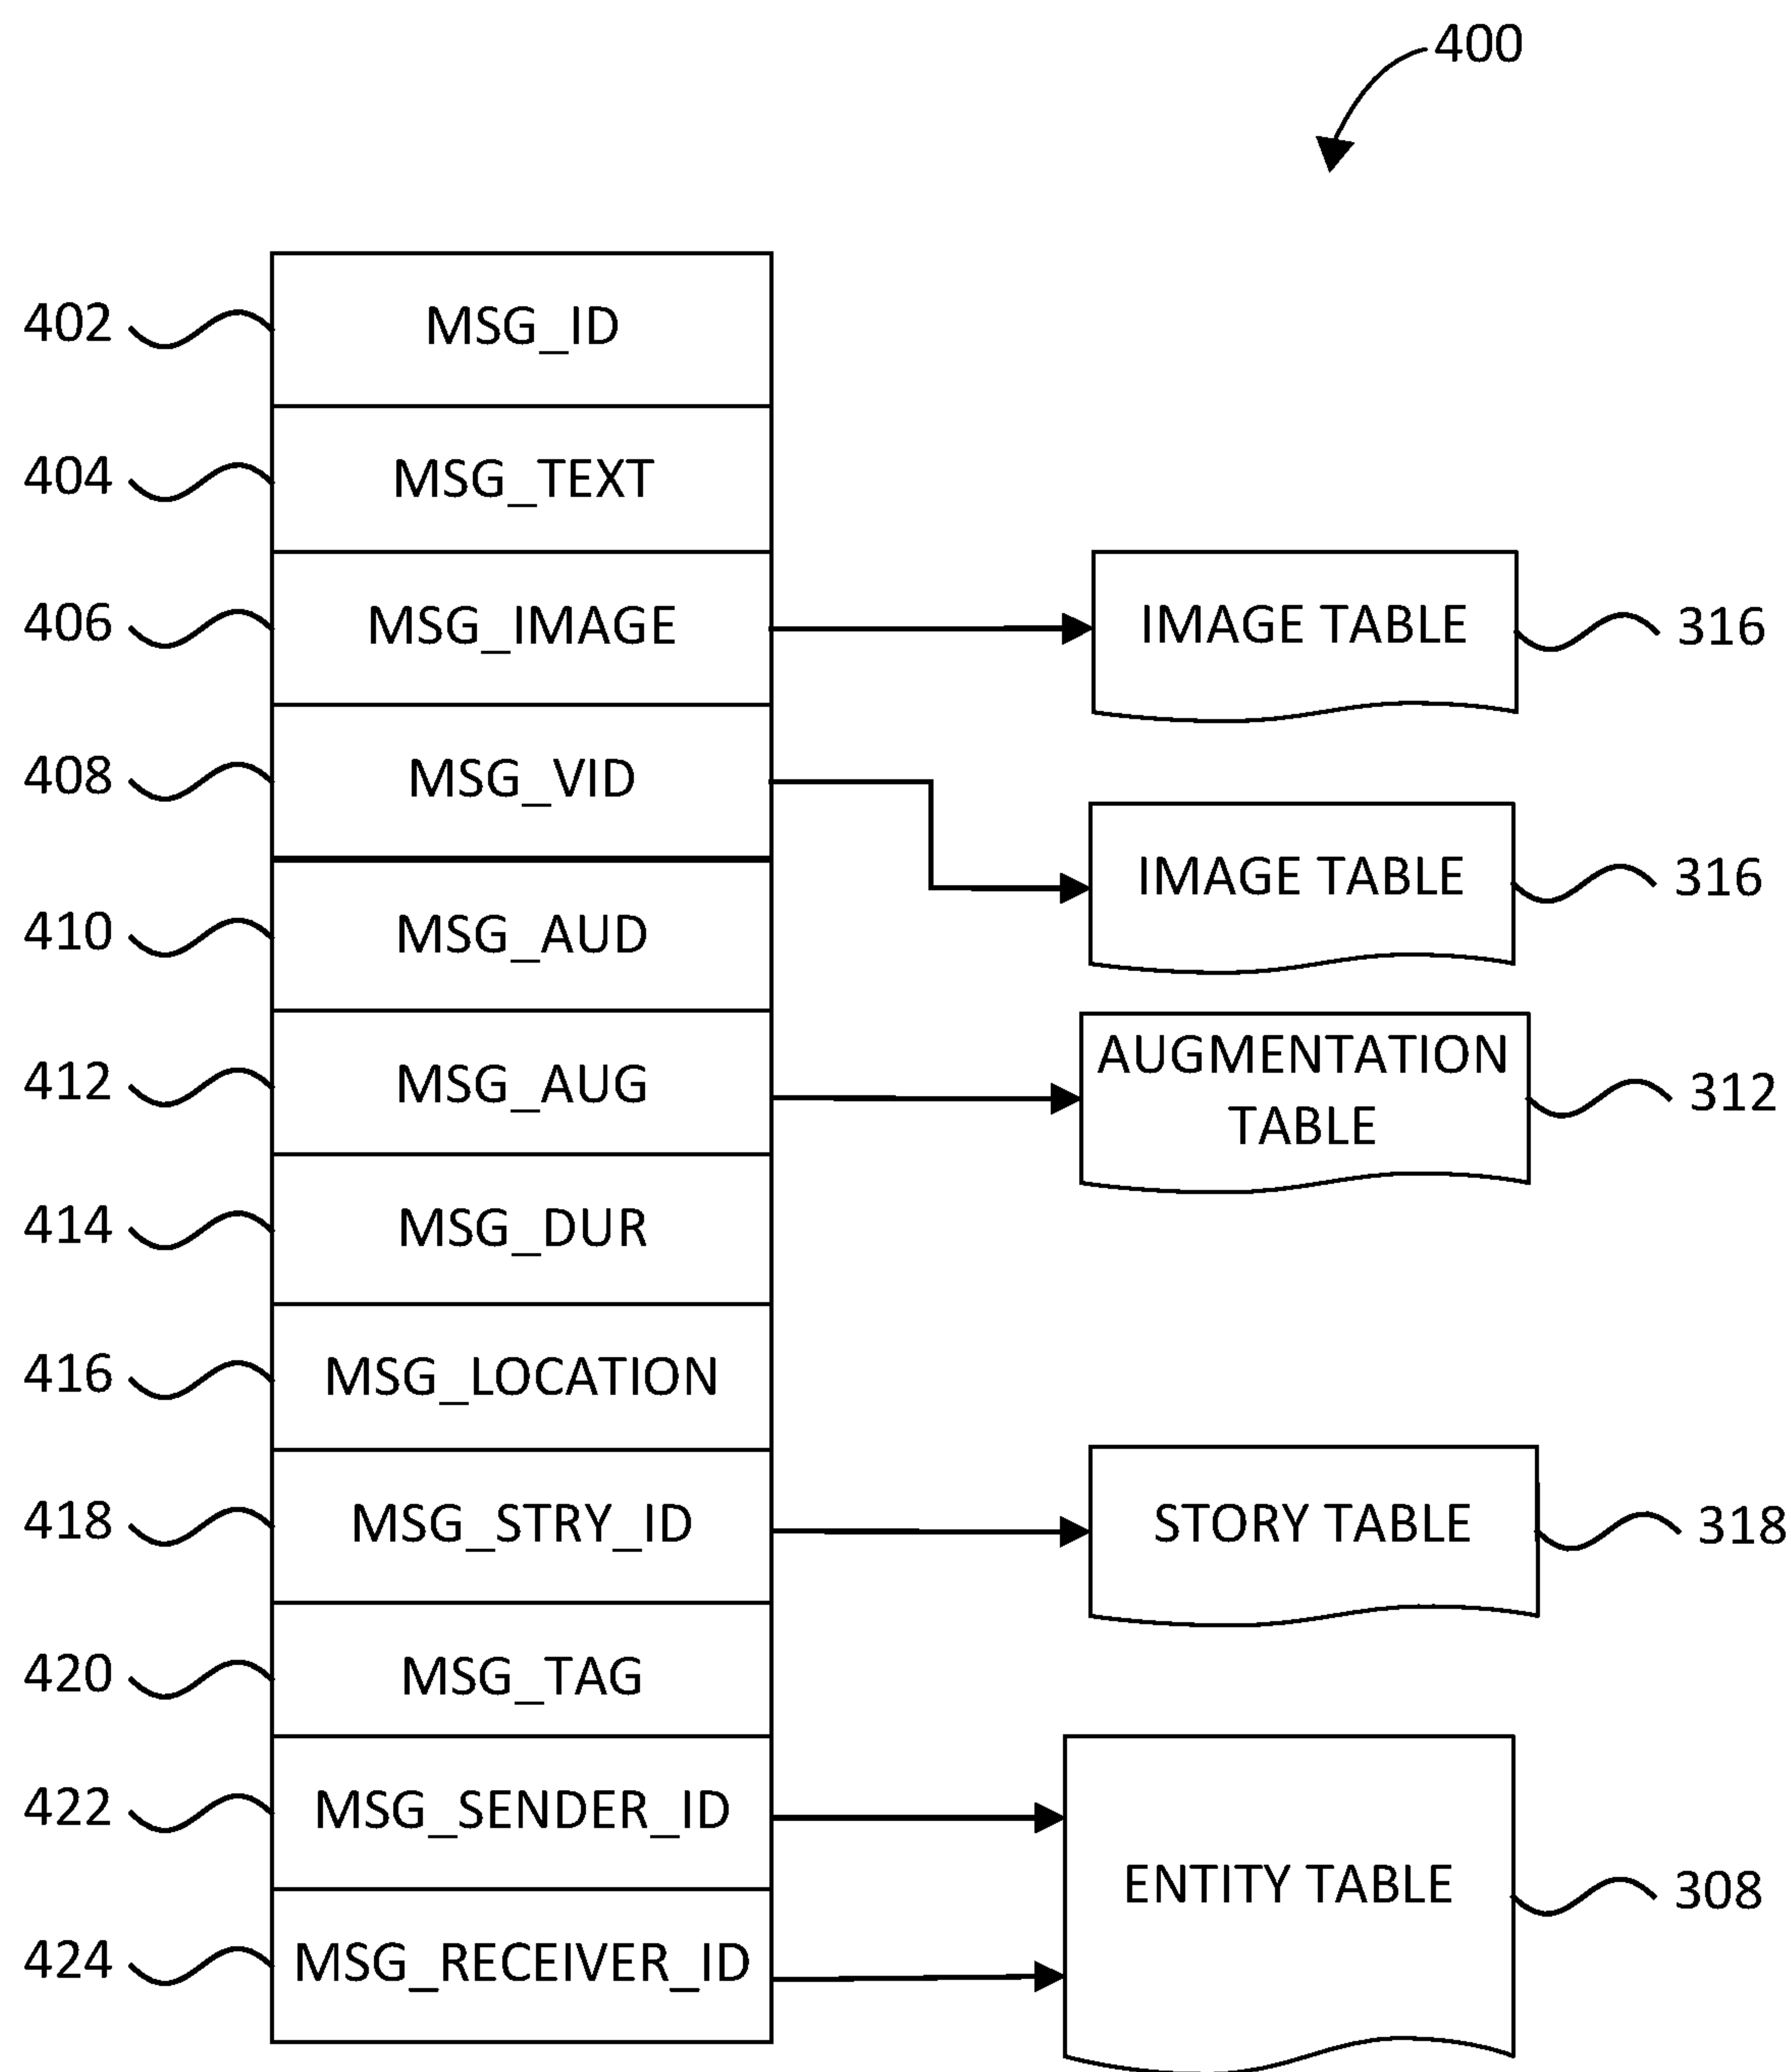 400
402 MSG_ID
404 MSG_TEXT
406 MSG_IMAGE IMAGE TABLE 316
408 MSG_VID
IMAGE TABLE 316
410 MSG_AUD
412 MSG_AUG AUGMENTATION TABLE 312
414 MSG_DUR
416 MSG_LOCATION
418 MSG_STRY_ID STORY TABLE 318
420 MSG_TAG
422 MSG_SENDER_ID
ENTITY TABLE 308
424 MSG_RECEIVER_ID